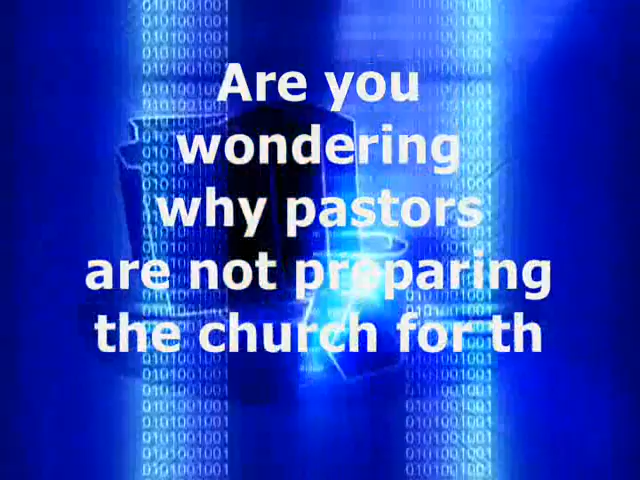 Are you
wondering
why pastors
are not preparing
the church for th